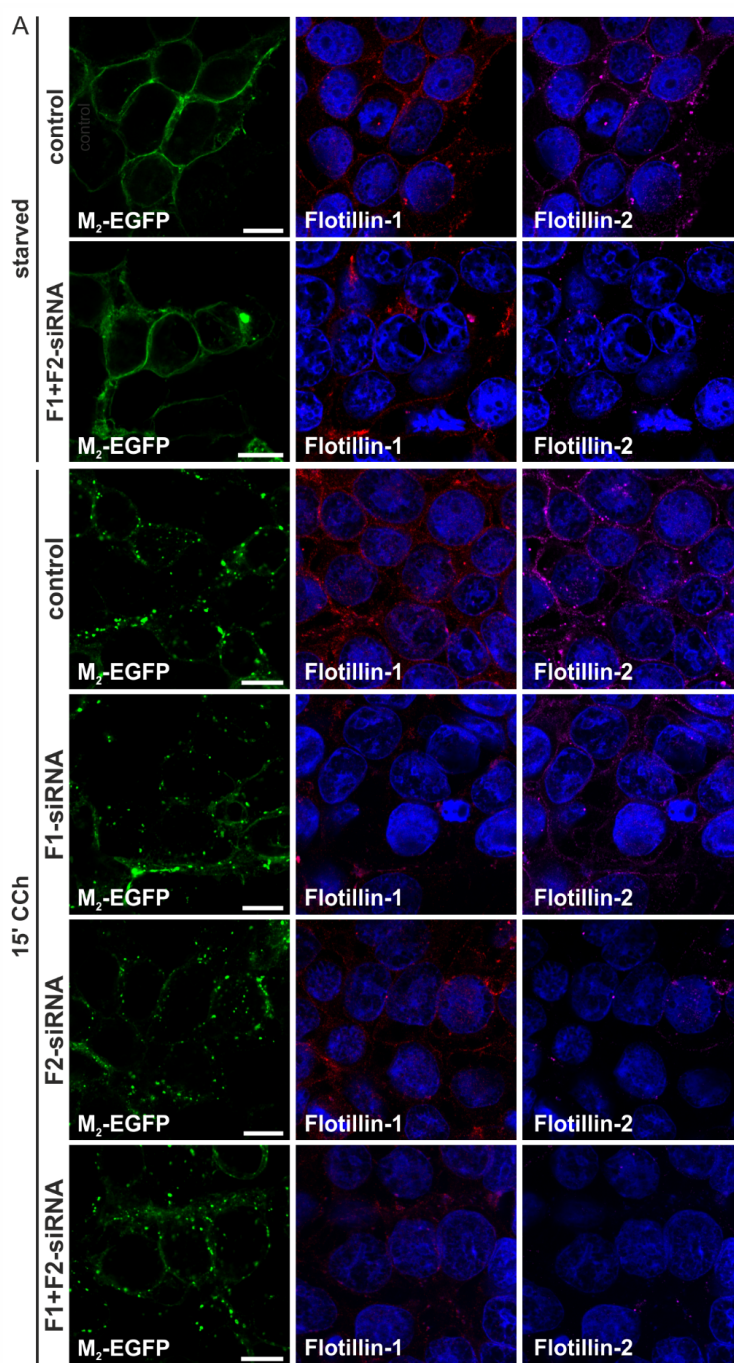 A
starved
control
control
M₂-EGFP
Flotillin-1
Flotillin-2
F1+F2-siRNA
M₂-EGFP
Flotillin-1
Flotillin-2
15' CCh
control
M₂-EGFP
Flotillin-1
Flotillin-2
F1-siRNA
M₂-EGFP
Flotillin-1
Flotillin-2
F2-siRNA
M₂-EGFP
Flotillin-1
Flotillin-2
F1+F2-siRNA
M₂-EGFP
Flotillin-1
Flotillin-2